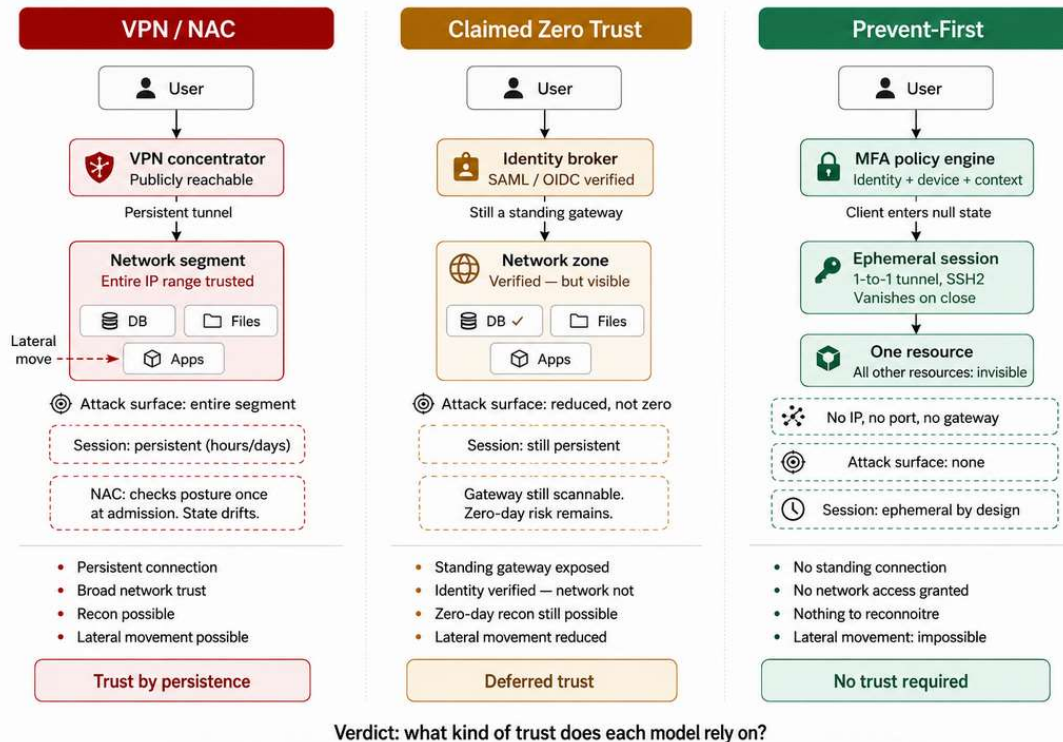 VPN / NAC
User
VPN concentrator
Publicly reachable
Persistent tunnel
Network segment
Entire IP range trusted
DB
Files
Lateral
move
Apps
Attack surface: entire segment
Session: persistent (hours/days)
NAC: checks posture once
at admission. State drifts.
Persistent connection
Broad network trust
Recon possible
Lateral movement possible
Trust by persistence
Claimed Zero Trust
User
Identity broker
SAML / OIDC verified
Still a standing gateway
Network zone
Verified — but visible
DB ✓
Files
Apps
Attack surface: reduced, not zero
Session: still persistent
Gateway still scannable.
Zero-day risk remains.
Standing gateway exposed
Identity verified — network not
Zero-day recon still possible
Lateral movement reduced
Deferred trust
Prevent-First
User
MFA policy engine
Identity + device + context
Client enters null state
Ephemeral session
1-to-1 tunnel, SSH2
Vanishes on close
One resource
All other resources: invisible
No IP, no port, no gateway
Attack surface: none
Session: ephemeral by design
No standing connection
No network access granted
Nothing to reconnoitre
Lateral movement: impossible
No trust required
Verdict: what kind of trust does each model rely on?